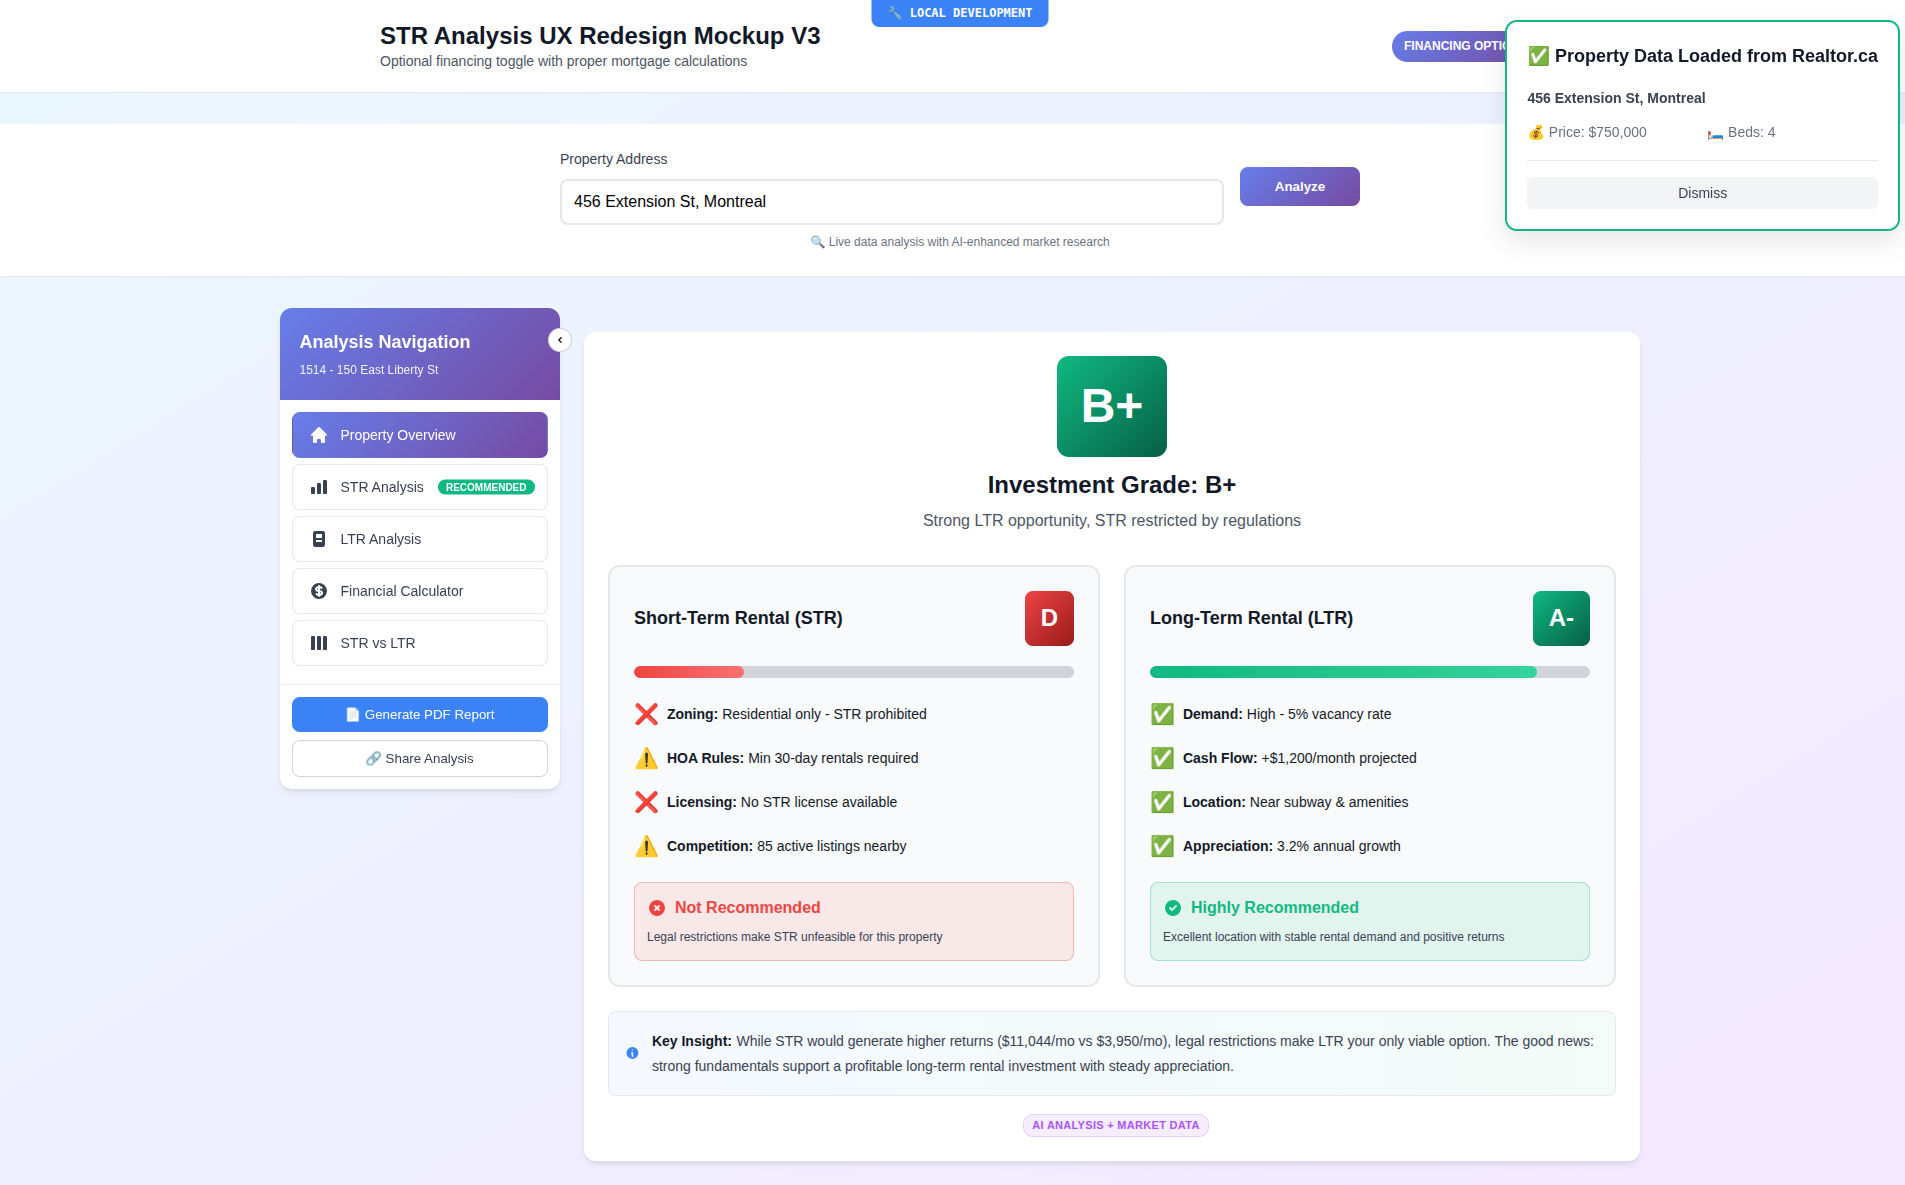 🔧 LOCAL DEVELOPMENT
STR Analysis UX Redesign Mockup V3
Optional financing toggle with proper mortgage calculations
✅ Property Data Loaded from Realtor.ca
456 Extension St, Montreal
💰 Price: $750,000
🛏️ Beds: 4
Dismiss
Property Address
456 Extension St, Montreal
Analyze
🔍 Live data analysis with AI-enhanced market research
Analysis Navigation
1514 - 150 East Liberty St
Property Overview
STR Analysis RECOMMENDED
LTR Analysis
Financial Calculator
STR vs LTR
📄 Generate PDF Report
🔗 Share Analysis
B+
Investment Grade: B+
Strong LTR opportunity, STR restricted by regulations
Short-Term Rental (STR)
D
❌ Zoning: Residential only - STR prohibited
⚠️ HOA Rules: Min 30-day rentals required
❌ Licensing: No STR license available
⚠️ Competition: 85 active listings nearby
Not Recommended
Legal restrictions make STR unfeasible for this property
Long-Term Rental (LTR)
A-
✅ Demand: High - 5% vacancy rate
✅ Cash Flow: +$1,200/month projected
✅ Location: Near subway & amenities
✅ Appreciation: 3.2% annual growth
Highly Recommended
Excellent location with stable rental demand and positive returns
Key Insight: While STR would generate higher returns ($11,044/mo vs $3,950/mo), legal restrictions make LTR your only viable option. The good news:
strong fundamentals support a profitable long-term rental investment with steady appreciation.
AI ANALYSIS + MARKET DATA
FINANCING